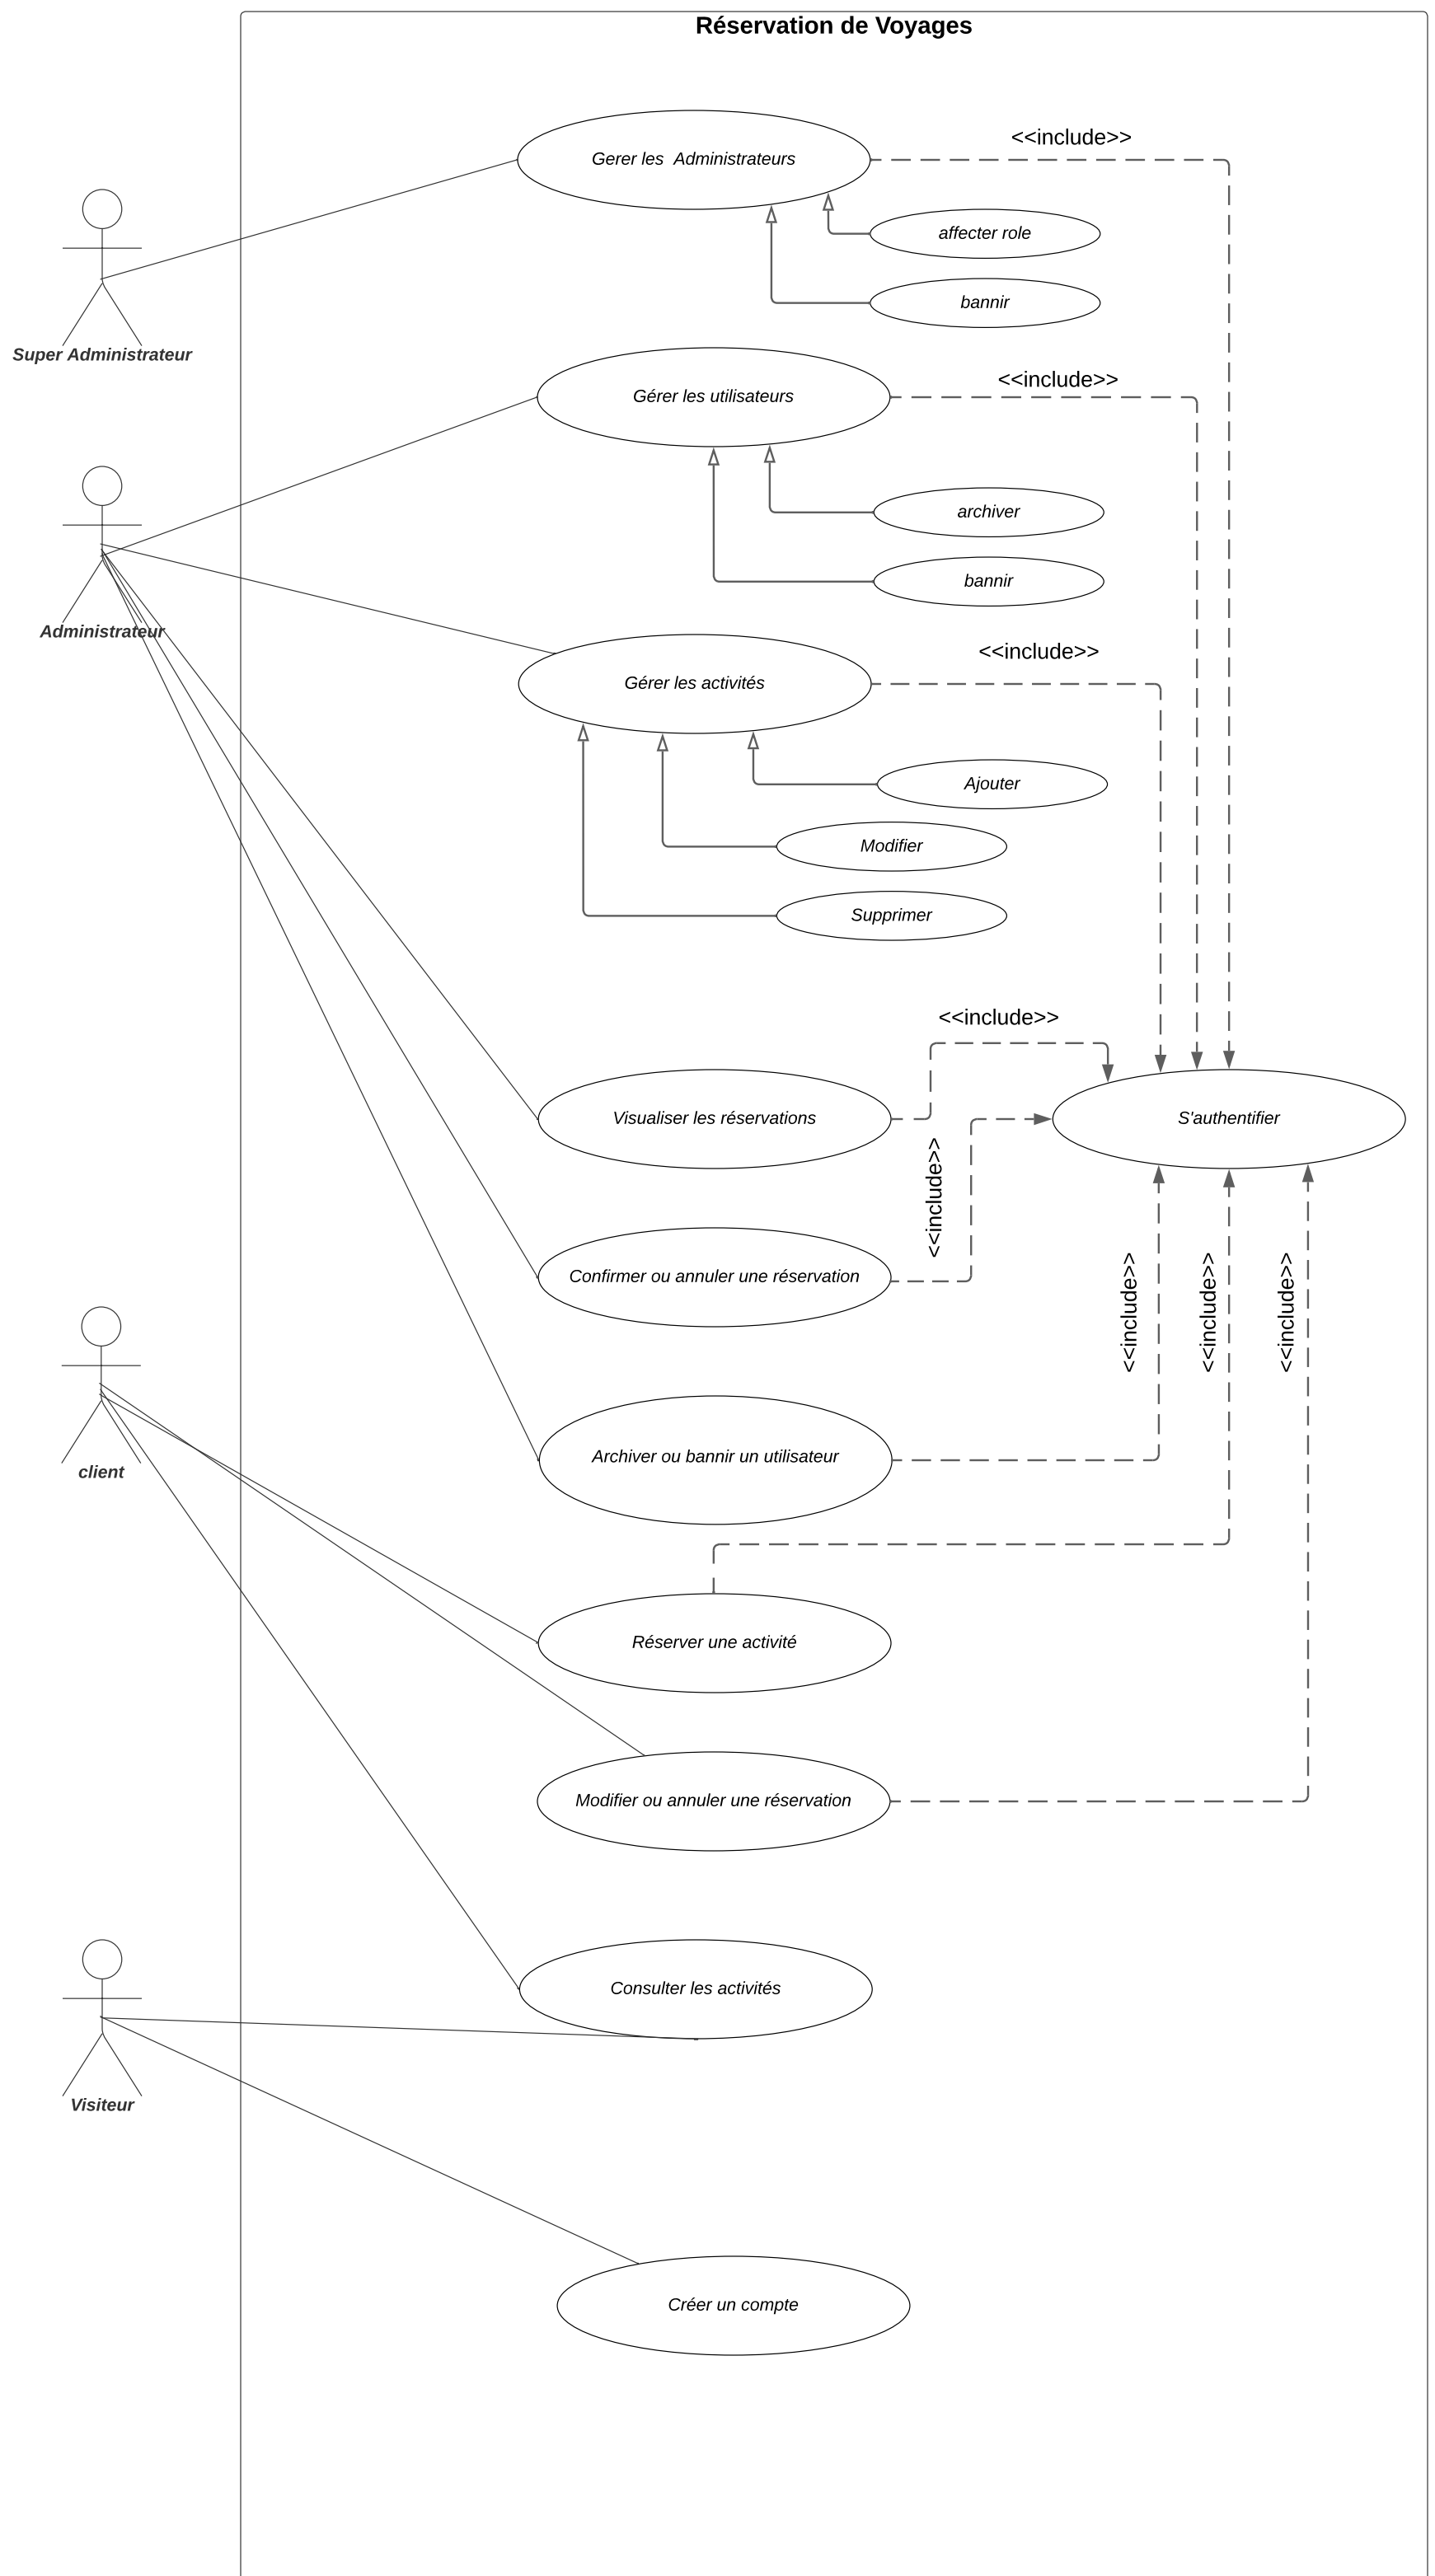 Réservation de Voyages
Gerer les  Administrateurs
<<include>>
affecter role
bannir
Super Administrateur
Gérer les utilisateurs
<<include>>
archiver
bannir
Administrateur
Gérer les activités
<<include>>
Ajouter
Modifier
Supprimer
<<include>>
Visualiser les réservations
S'authentifier
<<include>>
Confirmer ou annuler une réservation
<<include>>
<<include>>
<<include>>
client
Archiver ou bannir un utilisateur
Réserver une activité
Modifier ou annuler une réservation
Consulter les activités
Visiteur
Créer un compte